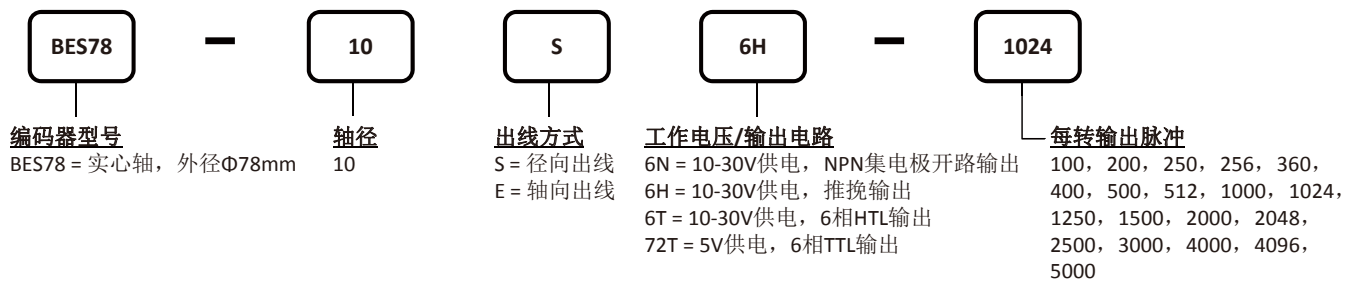 BES78 — 10 S 6H — 1024
编码器型号
BES78 = 实心轴，外径Φ78mm
轴径
10
出线方式
S = 径向出线
E = 轴向出线
工作电压/输出电路
6N = 10-30V供电，NPN集电极开路输出
6H = 10-30V供电，推挽输出
6T = 10-30V供电，6相HTL输出
72T = 5V供电，6相TTL输出
每转输出脉冲
100，200，250，256，360，
400，500，512，1000，1024，
1250，1500，2000，2048，
2500，3000，4000，4096，
5000